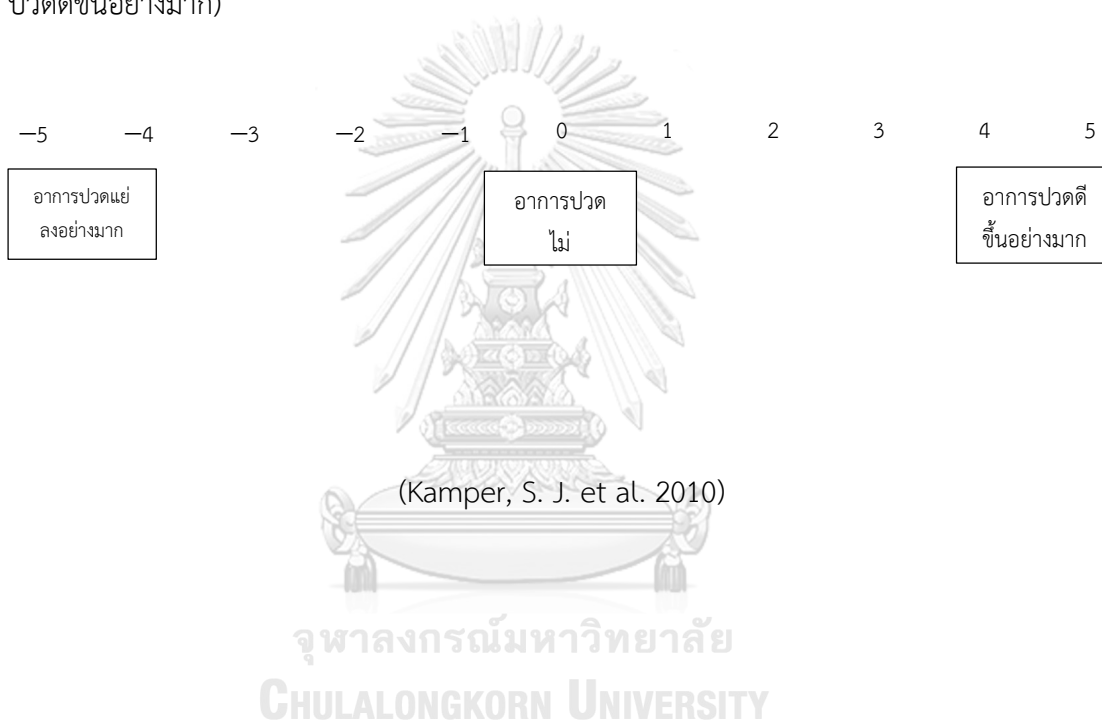 ปวดดีขึ้นอย่างมาก)
−5 −4 −3 −2 −1 0 1 2 3 4 5
อาการปวดแย่
ลงอย่างมาก
อาการปวด
ไม่
อาการปวดดี
ขึ้นอย่างมาก
(Kamper, S. J. et al. 2010)
จุฬาลงกรณ์มหาวิทยาลัย
CHULALONGKORN UNIVERSITY